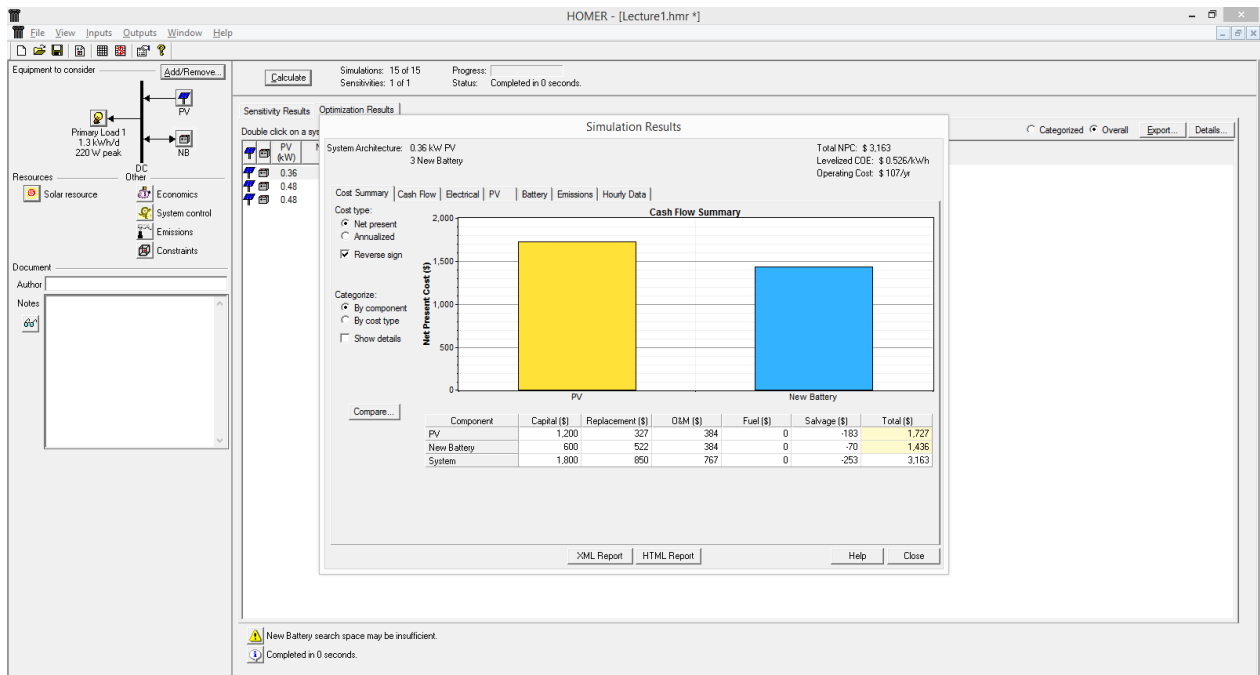 HOMER - [Lecture1.hmr *]
File View Inputs Outputs Window Help
Equipment to consider
Add/Remove...
PV
Primary Load 1
1.3 kWh/d
220 W peak
NB
DC
Resources
Other
Solar resource
Economics
System control
Emissions
Constraints
Document
Author
Notes
Calculate
Simulations: 15 of 15
Progress:
Sensitivities: 1 of 1
Status: Completed in 0 seconds.
Sensitivity Results
Optimization Results
Double click on a sys
Categorized
Overall
Export...
Details...
PV
(kW)
0.36
0.48
0.48
Simulation Results
System Architecture: 0.36 kW PV
3 New Battery
Total NPC: $ 3,163
Levelized COE: $ 0.526/kWh
Operating Cost: $ 107/yr
Cost Summary
Cash Flow
Electrical
PV
Battery
Emissions
Hourly Data
Cost type:
Net present
Annualized
Reverse sign
Categorize:
By component
By cost type
Show details
Compare...
Cash Flow Summary
Net Present Cost ($)
2,000
1,500
1,000
500
0
PV
New Battery
Component Capital ($) Replacement ($) O&M ($) Fuel ($) Salvage ($) Total ($)
PV 1,200 327 384 0 -183 1,727
New Battery 600 522 384 0 -70 1,436
System 1,800 850 767 0 -253 3,163
XML Report
HTML Report
Help
Close
New Battery search space may be insufficient.
Completed in 0 seconds.